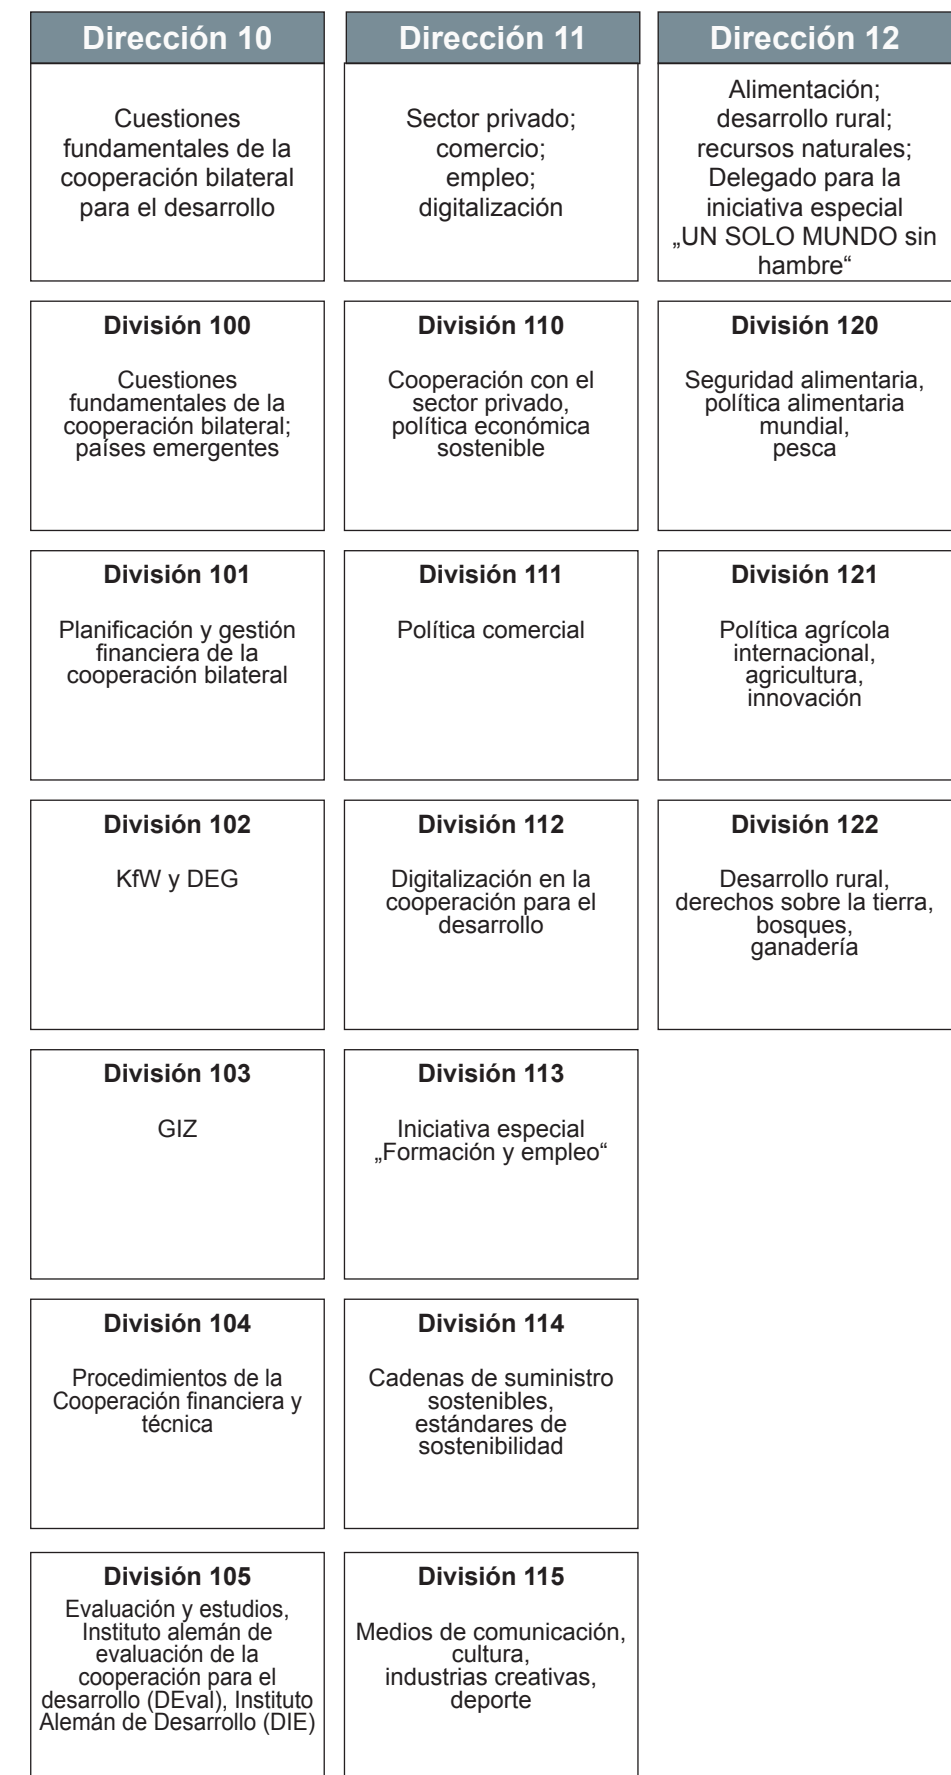 Dirección 10
Cuestiones
fundamentales de la
cooperación bilateral
para el desarrollo
División 100
Cuestiones
fundamentales de la
cooperación bilateral;
países emergentes
División 101
Planificación y gestión
financiera de la
cooperación bilateral
División 102
KfW y DEG
División 103
GIZ
División 104
Procedimientos de la
Cooperación financiera y
técnica
División 105
Evaluación y estudios,
Instituto alemán de
evaluación de la
cooperación para el
desarrollo (DEval), Instituto
Alemán de Desarrollo (DIE)
Dirección 11
Sector privado;
comercio;
empleo;
digitalización
División 110
Cooperación con el
sector privado,
política económica
sostenible
División 111
Política comercial
División 112
Digitalización en la
cooperación para el
desarrollo
División 113
Iniciativa especial
„Formación y empleo“
División 114
Cadenas de suministro
sostenibles,
estándares de
sostenibilidad
División 115
Medios de comunicación,
cultura,
industrias creativas,
deporte
Dirección 12
Alimentación;
desarrollo rural;
recursos naturales;
Delegado para la
iniciativa especial
„UN SOLO MUNDO sin
hambre“
División 120
Seguridad alimentaria,
política alimentaria
mundial,
pesca
División 121
Política agrícola
internacional,
agricultura,
innovación
División 122
Desarrollo rural,
derechos sobre la tierra,
bosques,
ganadería